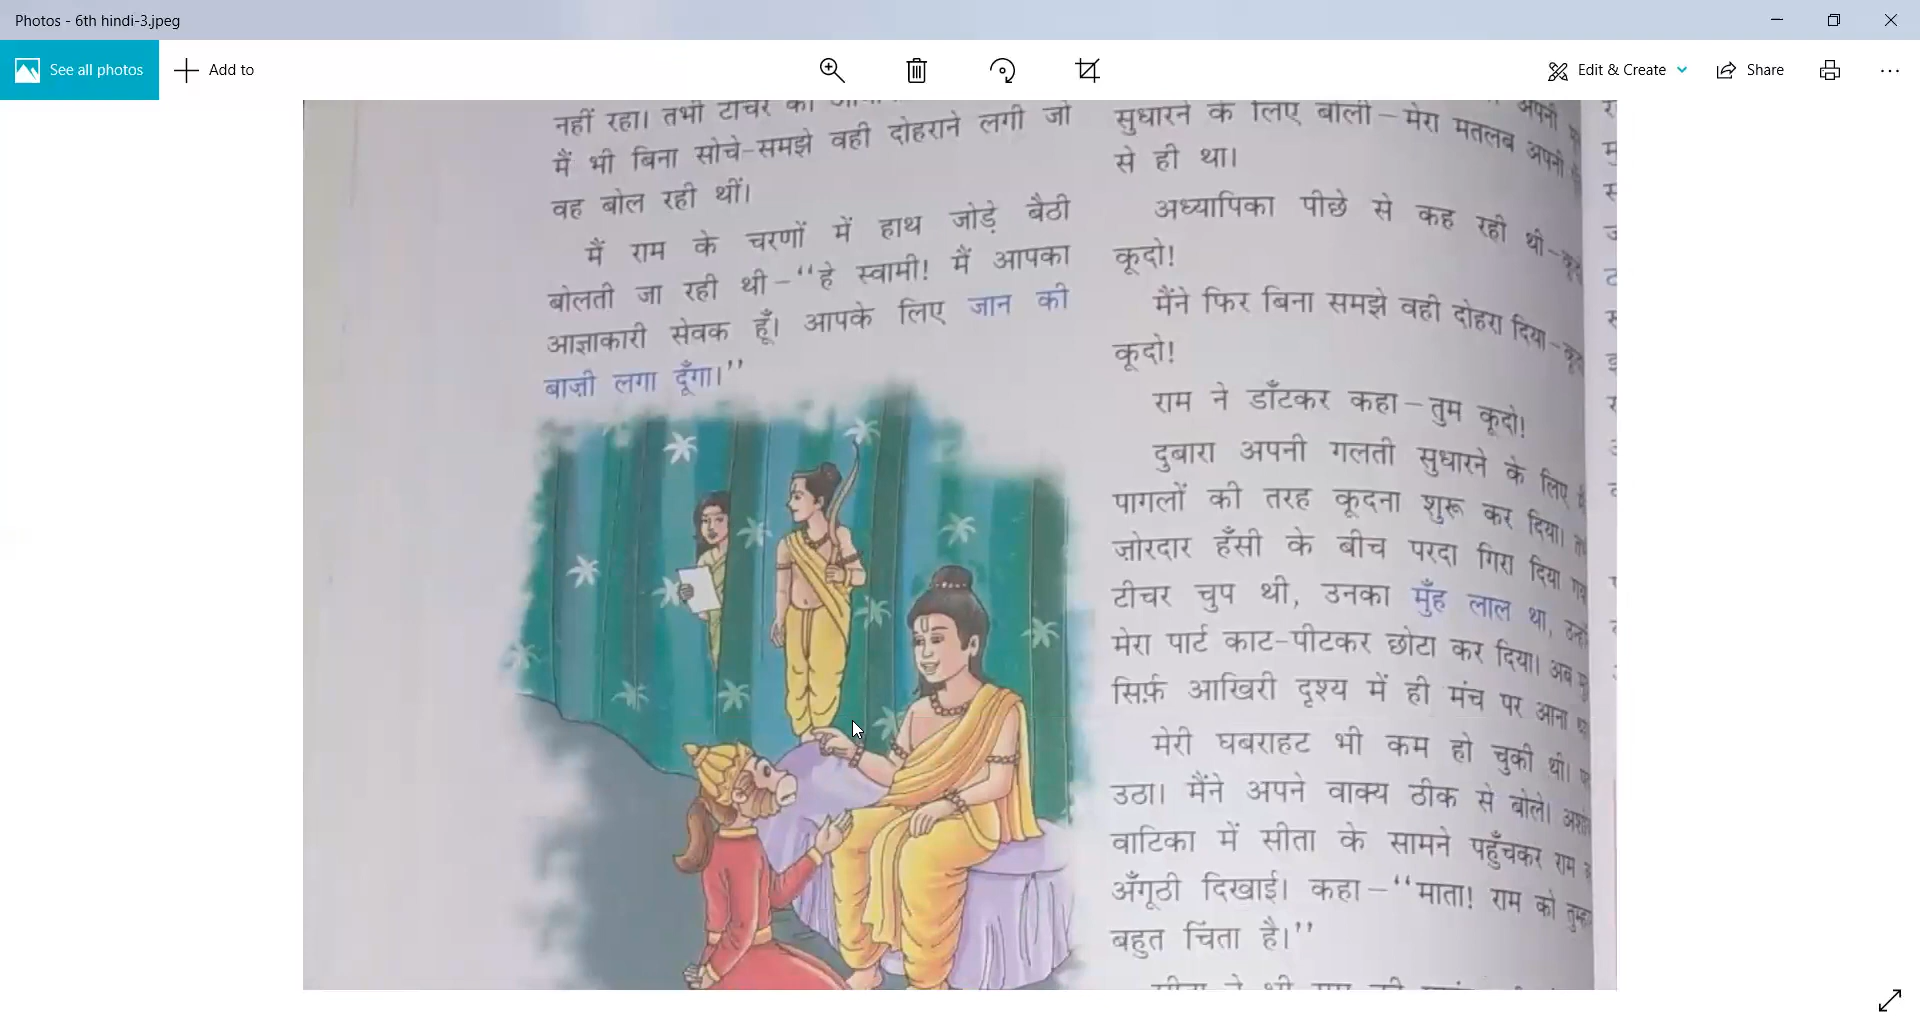 Photos - 6th hindi-3.jpeg
See all photos
Add to
Edit & Create
Share
नहीं रहा। तभी टीचर की
मैं भी बिना सोचे-समझे वही दोहराने लगी जो
वह बोल रही थीं।
मैं राम के चरणों में हाथ जोड़े बैठी
बोलती जा रही थी–“हे स्वामी! मैं आपका
आज्ञाकारी सेवक हूँ। आपके लिए जान की
बाज़ी लगा दूँगा।”
अपनी
सुधारने के लिए बोली–मेरा मतलब अपनी
से ही था।
अध्यापिका पीछे से कह रही थी–
कूदो!
मैंने फिर बिना समझे वही दोहरा दिया–
कूदो!
राम ने डाँटकर कहा–तुम कूदो!
दुबारा अपनी गलती सुधारने के लिए
पागलों की तरह कूदना शुरू कर दिया।
ज़ोरदार हँसी के बीच परदा गिरा दिया
टीचर चुप थी, उनका मुँह लाल था,
मेरा पार्ट काट-पीटकर छोटा कर दिया। अब
सिर्फ़ आखिरी दृश्य में ही मंच पर आना
मेरी घबराहट भी कम हो चुकी थी।
उठा। मैंने अपने वाक्य ठीक से बोले।
वाटिका में सीता के सामने पहुँचकर राम
अँगूठी दिखाई। कहा–“माता! राम को
बहुत चिंता है।”